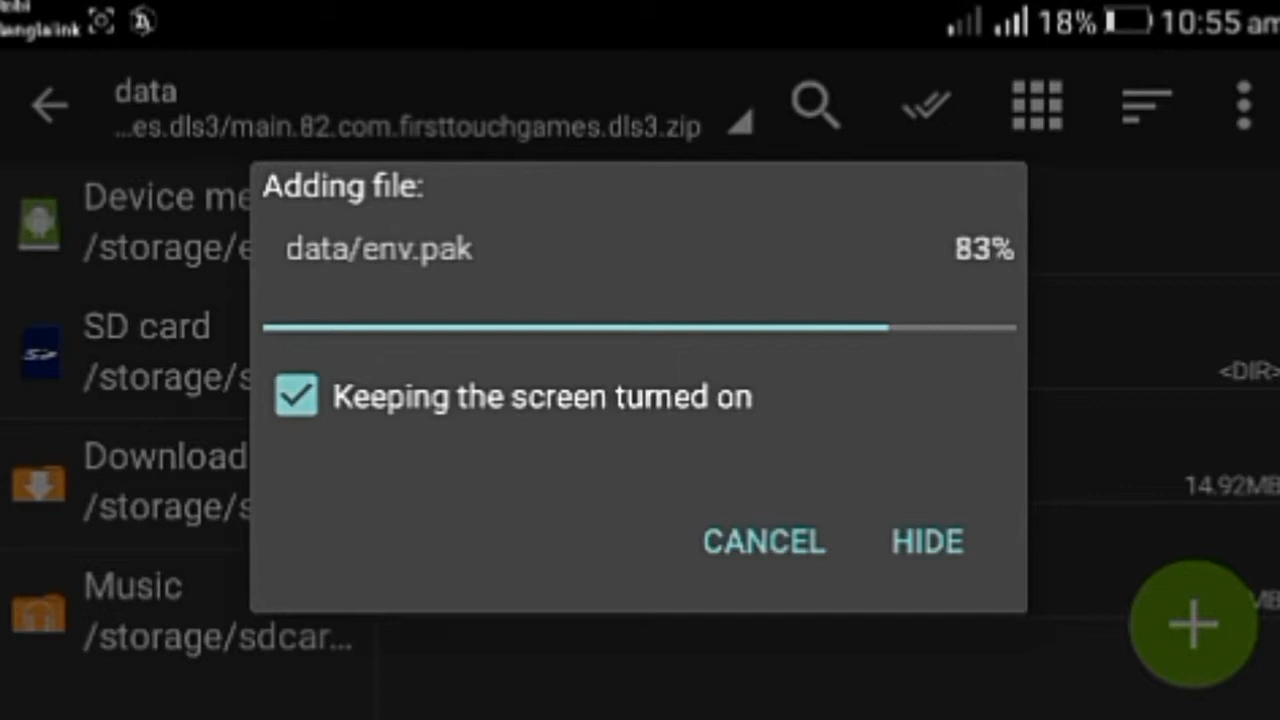 18% 10:55 am
data
...es.dls3/main.82.com.firsttouchgames.dls3.zip
Adding file:
data/env.pak 83%
Keeping the screen turned on
CANCEL HIDE
Device me
/storage/e
SD card
/storage/s
<DIR>
Download
/storage/s
14.92MB
Music
/storage/sdcar...
MB